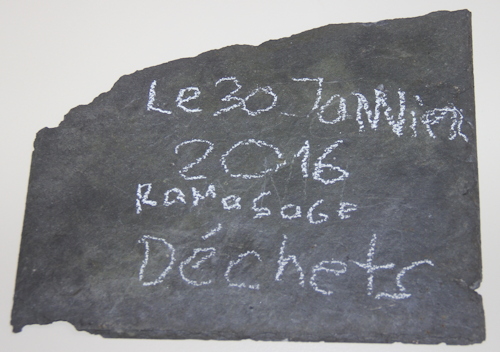 Le 30 Janvier
2016
RamasaGe
Déchets